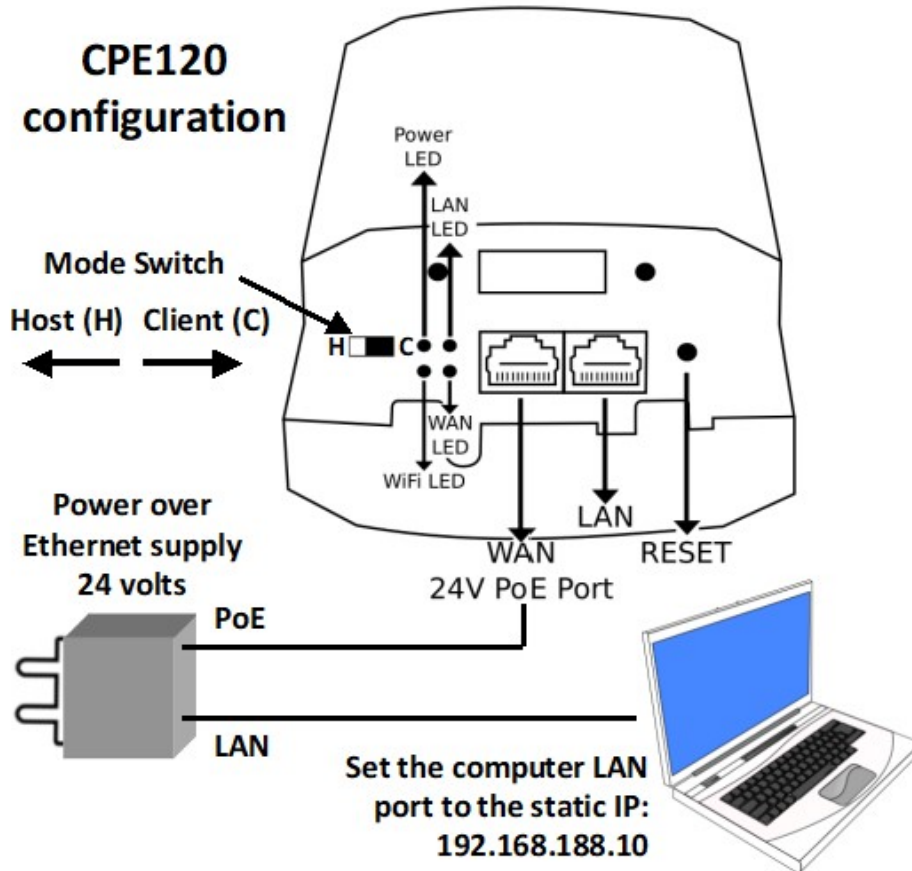 CPE120
configuration
Power
LED
LAN
LED
Mode Switch
Host (H) Client (C)
H C
WAN
LED
WiFi LED
LAN
WAN
RESET
24V PoE Port
Power over
Ethernet supply
24 volts
PoE
LAN
Set the computer LAN
port to the static IP:
192.168.188.10